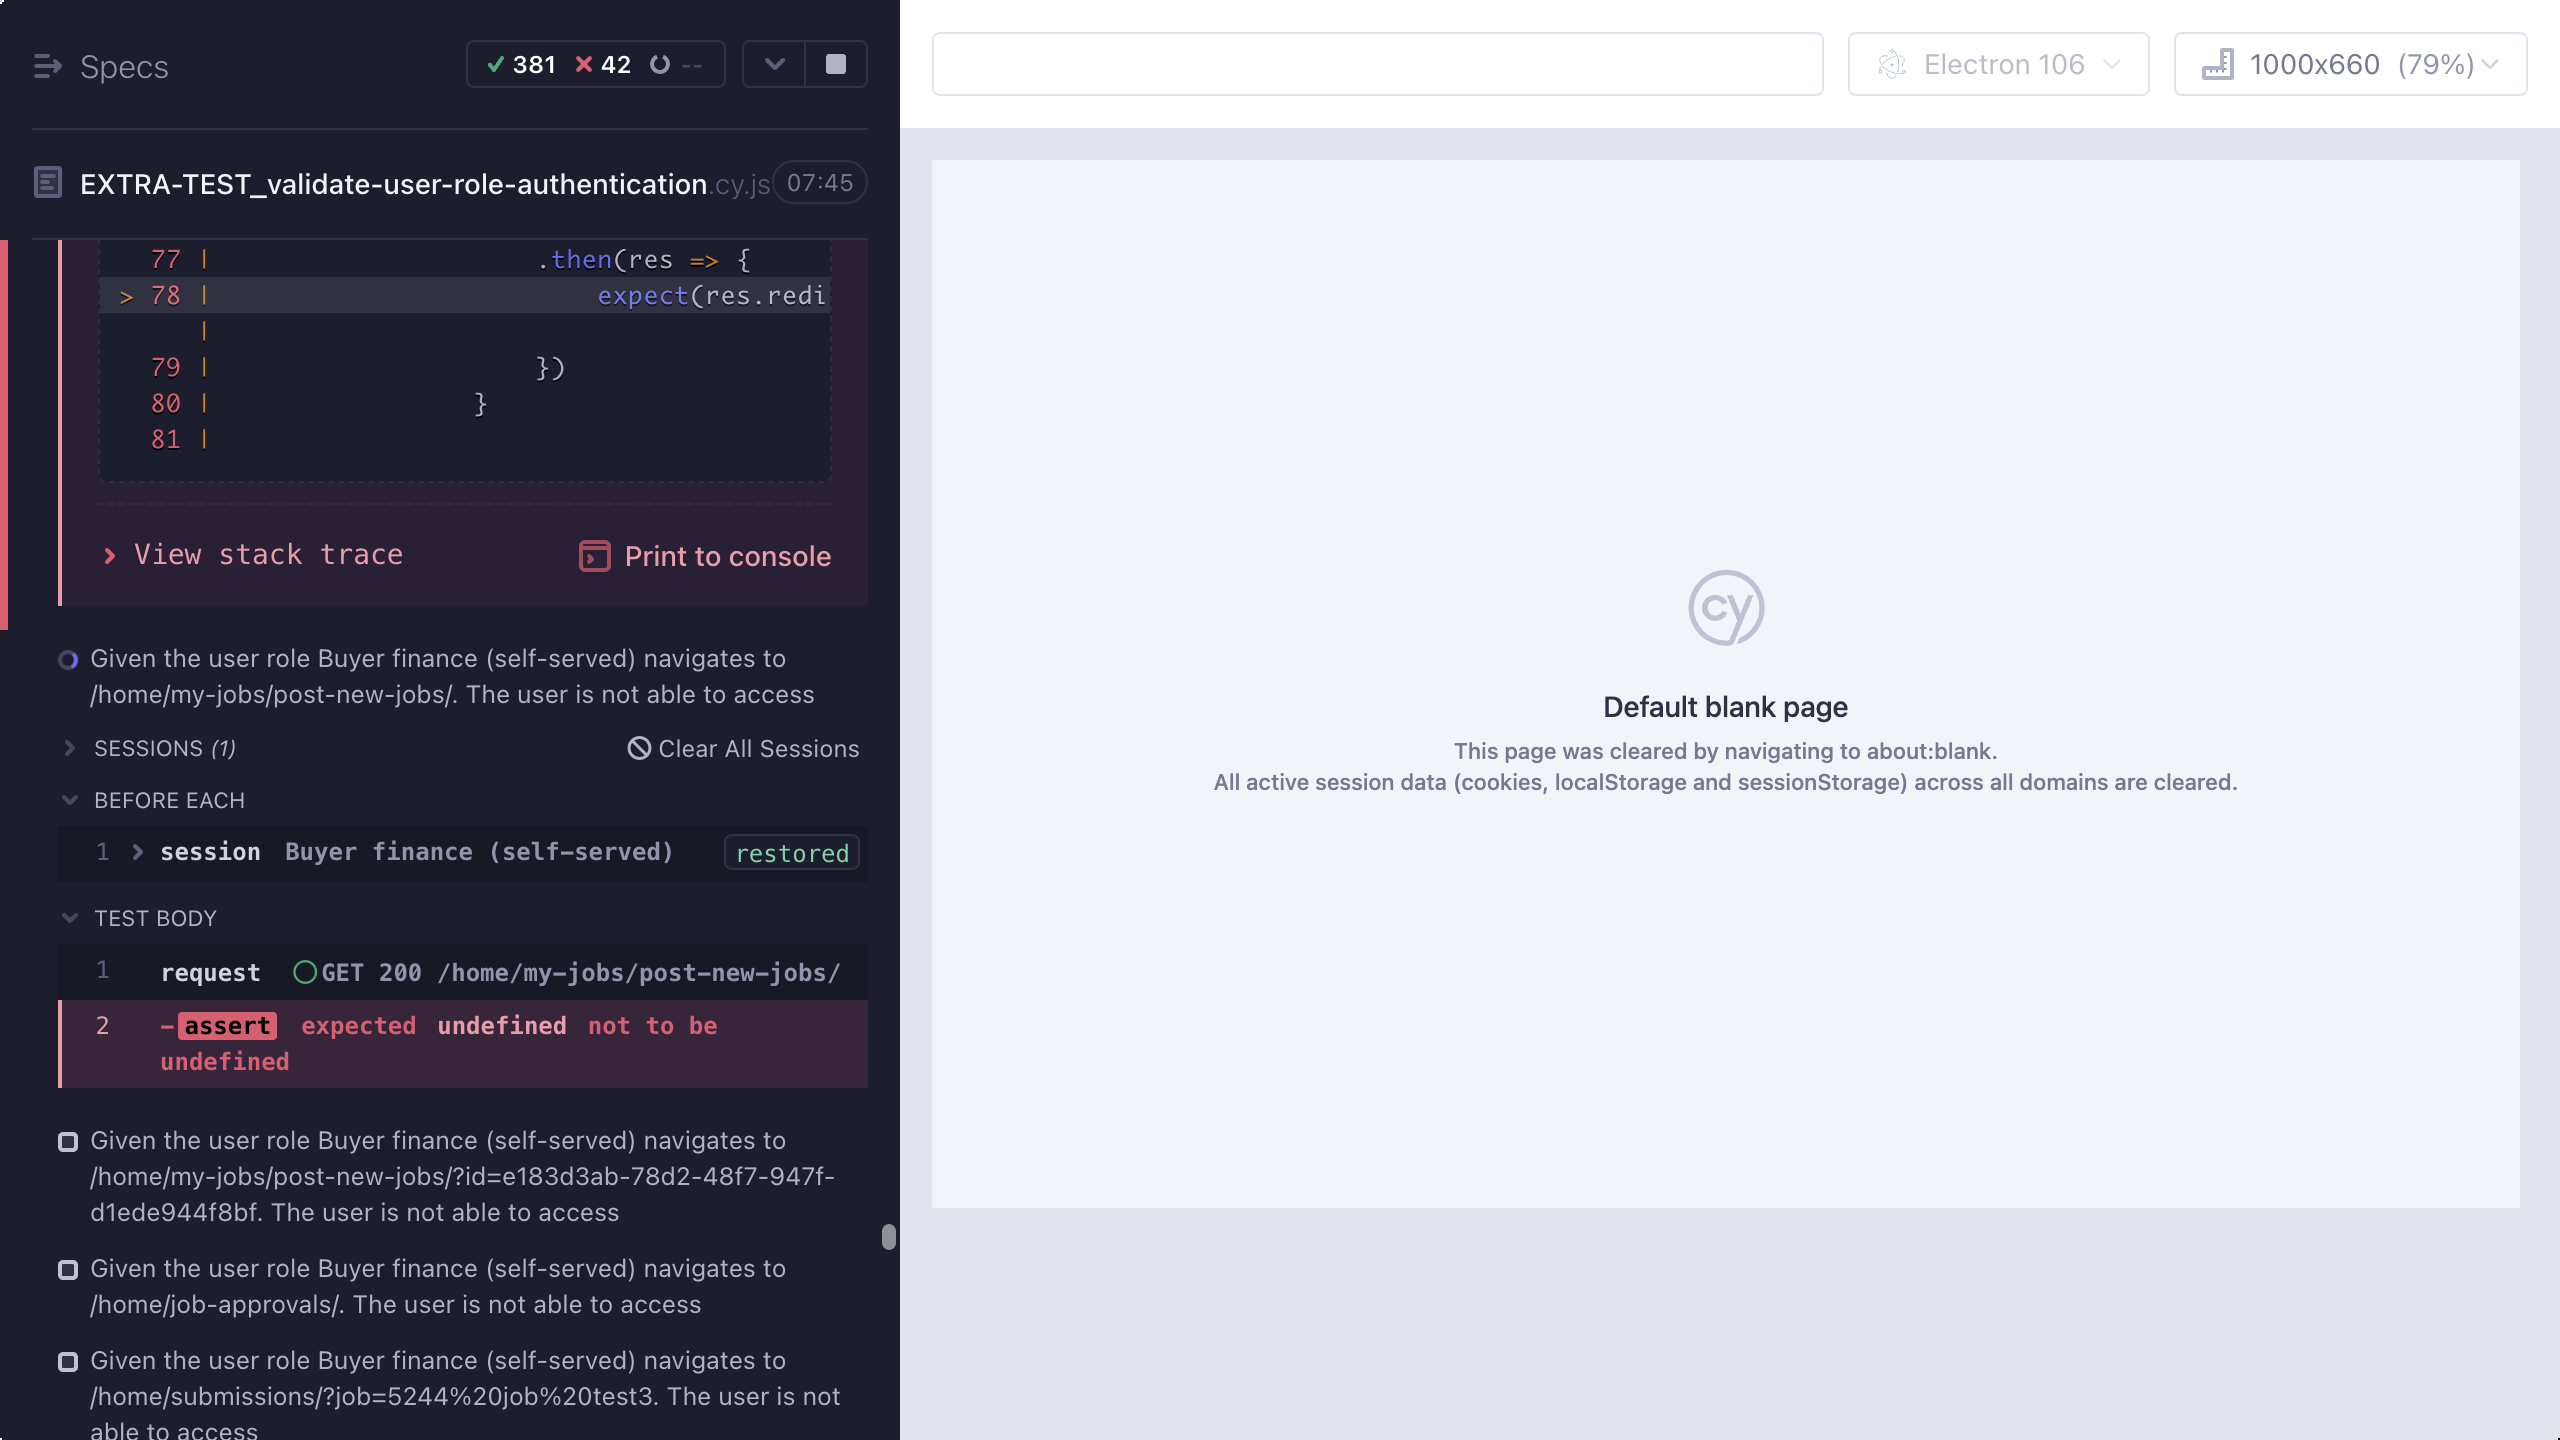 Specs
381 42 --
EXTRA-TEST_validate-user-role-authentication.cy.js 07:45
77 | .then(res => {
> 78 | expect(res.redi
|
79 | })
80 | }
81 |
View stack trace
Print to console
Given the user role Buyer finance (self-served) navigates to
/home/my-jobs/post-new-jobs/. The user is not able to access
SESSIONS (1)
Clear All Sessions
BEFORE EACH
1 session Buyer finance (self-served) restored
TEST BODY
1 request GET 200 /home/my-jobs/post-new-jobs/
2 -assert expected undefined not to be
undefined
Given the user role Buyer finance (self-served) navigates to
/home/my-jobs/post-new-jobs/?id=e183d3ab-78d2-48f7-947f-
d1ede944f8bf. The user is not able to access
Given the user role Buyer finance (self-served) navigates to
/home/job-approvals/. The user is not able to access
Given the user role Buyer finance (self-served) navigates to
/home/submissions/?job=5244%20job%20test3. The user is not
able to access
Electron 106
1000x660 (79%)
cy
Default blank page
This page was cleared by navigating to about:blank.
All active session data (cookies, localStorage and sessionStorage) across all domains are cleared.